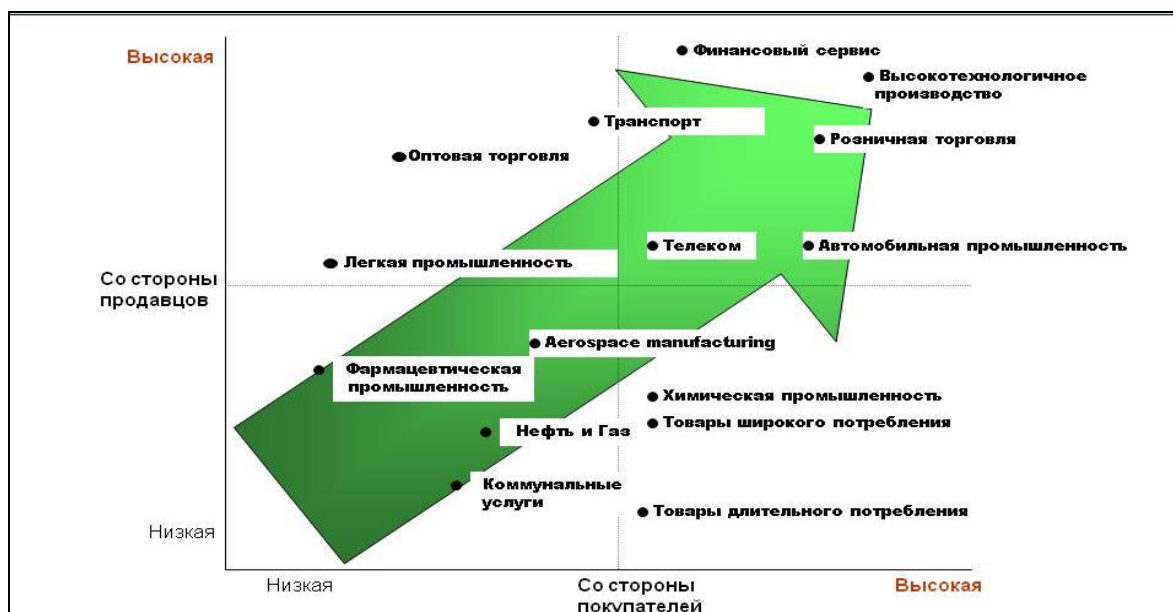 Высокая
Финансовый сервис
Высокотехнологичное
производство
Транспорт
Розничная торговля
Оптовая торговля
Телеком
Автомобильная промышленность
Легкая промышленность
Со стороны
продавцов
Aerospace manufacturing
Фармацевтическая
промышленность
Химическая промышленность
Товары широкого потребления
Нефть и Газ
Коммунальные
услуги
Товары длительного потребления
Низкая
Низкая
Со стороны
покупателей
Высокая